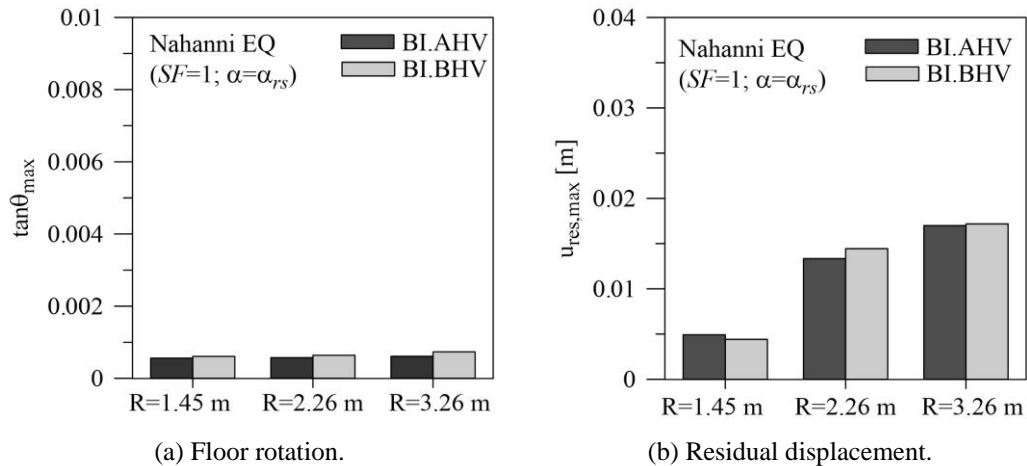 0.01
0.008
0.006
0.004
0.002
0
tanθmax
Nahanni EQ
(SF=1; α=αrs)
BI.AHV
BI.BHV
R=1.45 m
R=2.26 m
R=3.26 m
(a) Floor rotation.
0.04
0.03
0.02
0.01
0
ures,max [m]
Nahanni EQ
(SF=1; α=αrs)
BI.AHV
BI.BHV
R=1.45 m
R=2.26 m
R=3.26 m
(b) Residual displacement.